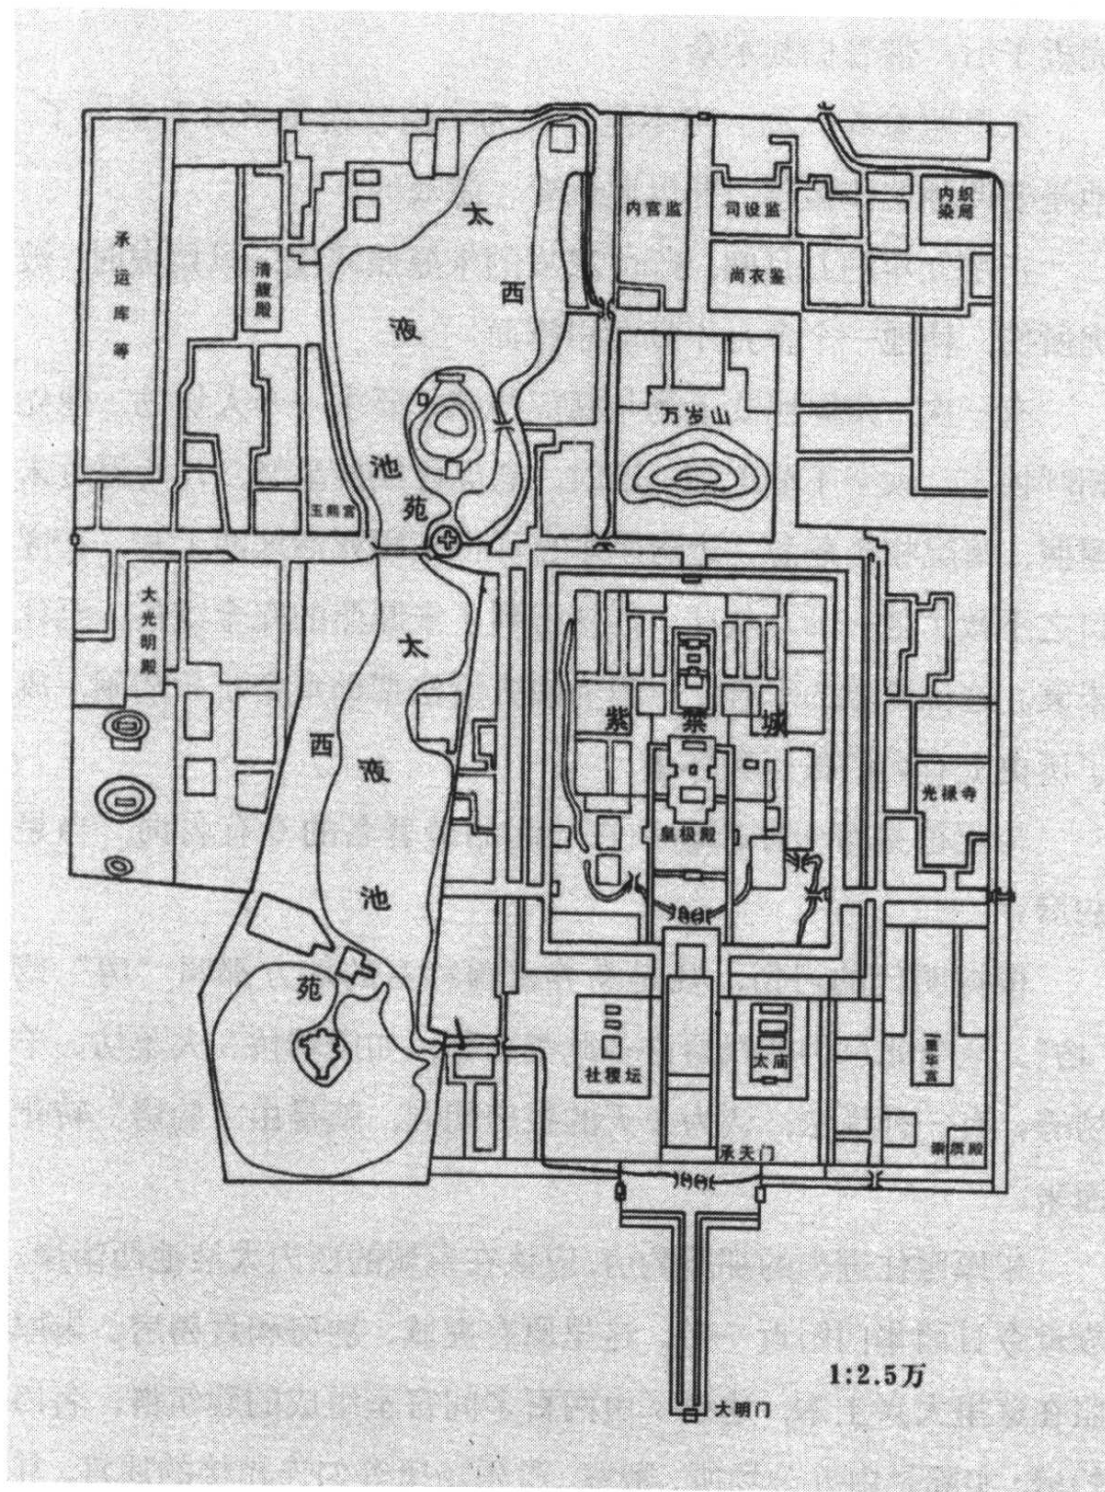 承运库等
清馥殿
太液池
西苑
内官监
司设监
内织染局
尚衣鉴
万岁山
玉熙宫
大光明殿
太液池
西苑
紫禁城
皇极殿
光禄寺
社稷坛
太庙
重华宫
承天门
崇质殿
1:2.5万
大明门